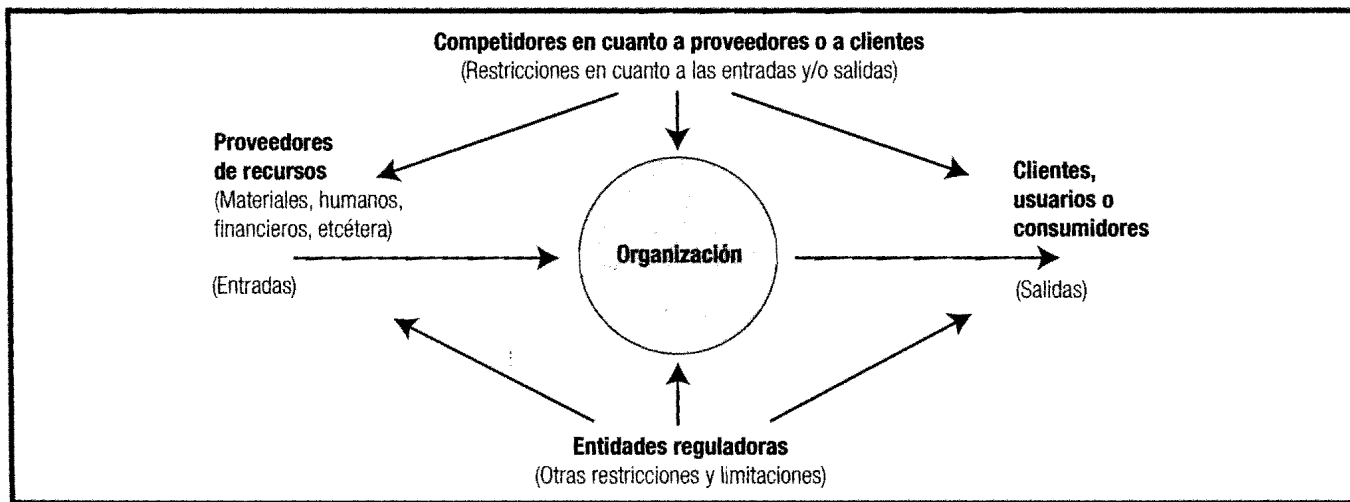 Competidores en cuanto a proveedores o a clientes
(Restricciones en cuanto a las entradas y/o salidas)
Proveedores
de recursos
(Materiales, humanos,
financieros, etcétera)
(Entradas)
Organización
Clientes,
usuarios o
consumidores
(Salidas)
Entidades reguladoras
(Otras restricciones y limitaciones)